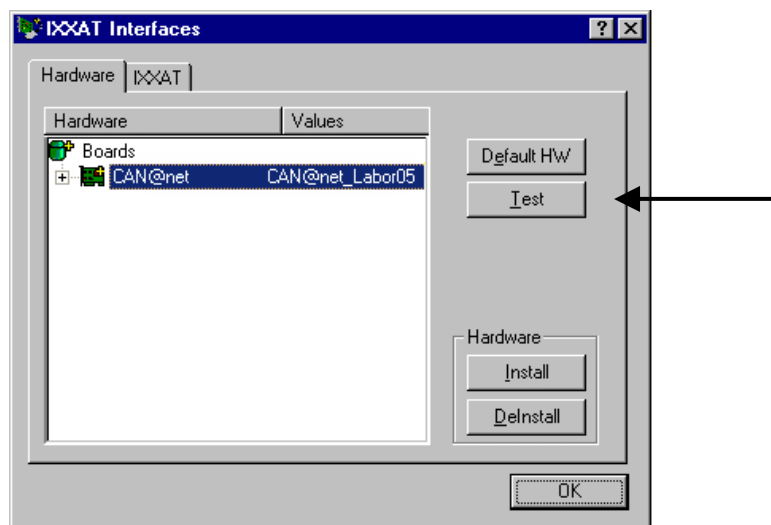 IXXAT Interfaces
Hardware IXXAT
Hardware Values
Boards
CAN@net CAN@net_Labor05
Default HW
Test
Hardware
Install
DeInstall
OK